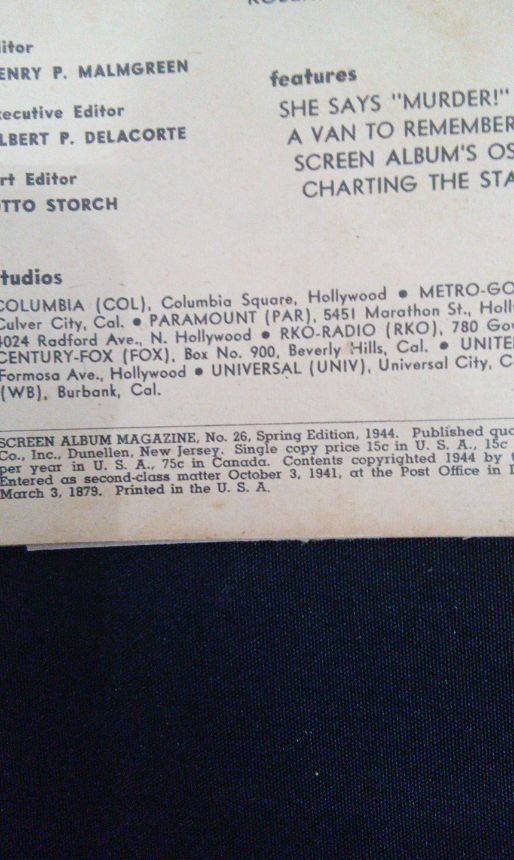 itor
ENRY P. MALMGREEN
xecutive Editor
LBERT P. DELACORTE
rt Editor
TTO STORCH
features
SHE SAYS "MURDER!"
A VAN TO REMEMBER
SCREEN ALBUM'S OS
CHARTING THE STA
tudios
COLUMBIA (COL), Columbia Square, Hollywood • METRO-GO
Culver City, Cal. • PARAMOUNT (PAR), 5451 Marathon St., Holl
4024 Radford Ave., N. Hollywood • RKO-RADIO (RKO), 780 Gow
CENTURY-FOX (FOX), Box No. 900, Beverly Hills, Cal. • UNITE
Formosa Ave., Hollywood • UNIVERSAL (UNIV), Universal City, C
(WB), Burbank, Cal.
SCREEN ALBUM MAGAZINE, No. 26, Spring Edition, 1944. Published qua
Co., Inc., Dunellen, New Jersey. Single copy price 15c in U. S. A., 15c
per year in U. S. A., 75c in Canada. Contents copyrighted 1944 by t
Entered as second-class matter October 3, 1941, at the Post Office in D
March 3, 1879. Printed in the U. S. A.